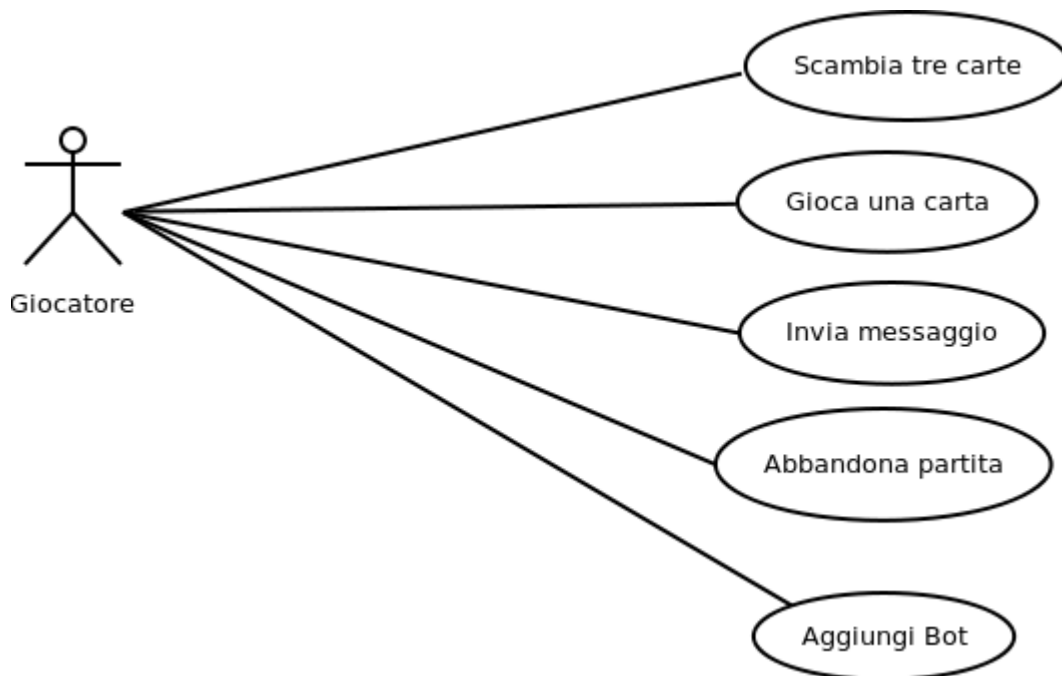 Scambia tre carte
Gioca una carta
Giocatore
Invia messaggio
Abbandona partita
Aggiungi Bot